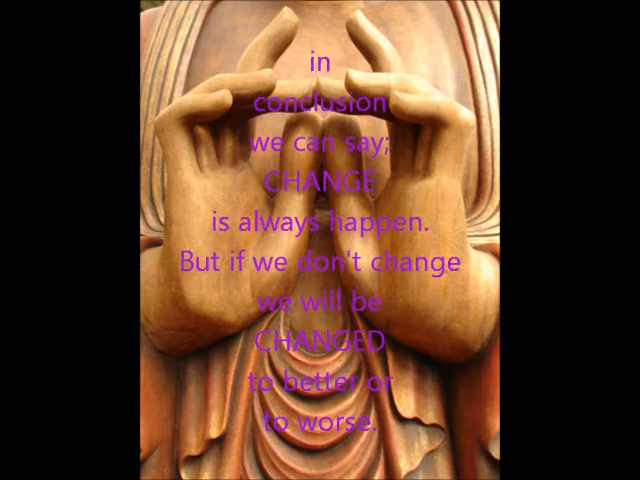 in
conclusion
we can say;
CHANGE
is always happen.
But if we don't change
we will be
CHANGED
to better or
to worse.